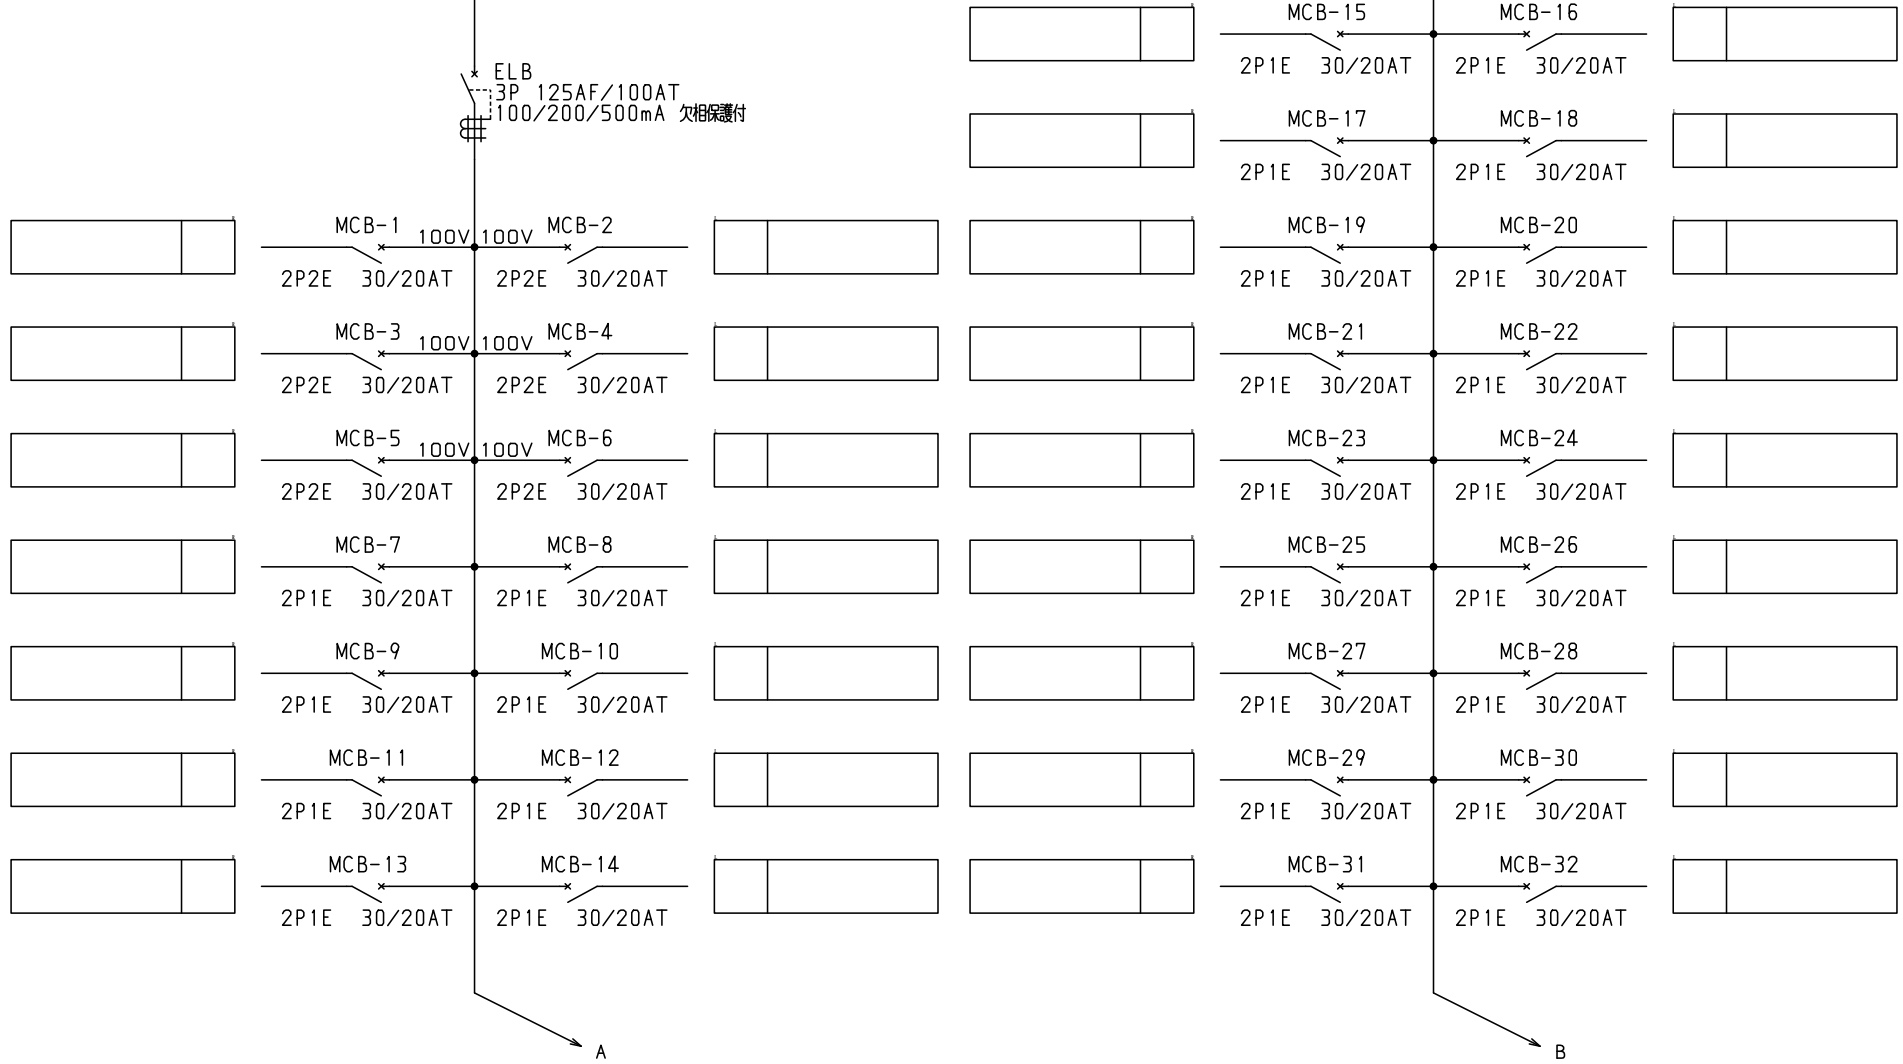 ELB
3P 125AF/100AT
100/200/500mA 欠相保護付
MCB-1 100V 100V MCB-2
2P2E 30/20AT 2P2E 30/20AT
MCB-3 100V 100V MCB-4
2P2E 30/20AT 2P2E 30/20AT
MCB-5 100V 100V MCB-6
2P2E 30/20AT 2P2E 30/20AT
MCB-7 MCB-8
2P1E 30/20AT 2P1E 30/20AT
MCB-9 MCB-10
2P1E 30/20AT 2P1E 30/20AT
MCB-11 MCB-12
2P1E 30/20AT 2P1E 30/20AT
MCB-13 MCB-14
2P1E 30/20AT 2P1E 30/20AT
A
MCB-15 MCB-16
2P1E 30/20AT 2P1E 30/20AT
MCB-17 MCB-18
2P1E 30/20AT 2P1E 30/20AT
MCB-19 MCB-20
2P1E 30/20AT 2P1E 30/20AT
MCB-21 MCB-22
2P1E 30/20AT 2P1E 30/20AT
MCB-23 MCB-24
2P1E 30/20AT 2P1E 30/20AT
MCB-25 MCB-26
2P1E 30/20AT 2P1E 30/20AT
MCB-27 MCB-28
2P1E 30/20AT 2P1E 30/20AT
MCB-29 MCB-30
2P1E 30/20AT 2P1E 30/20AT
MCB-31 MCB-32
2P1E 30/20AT 2P1E 30/20AT
B